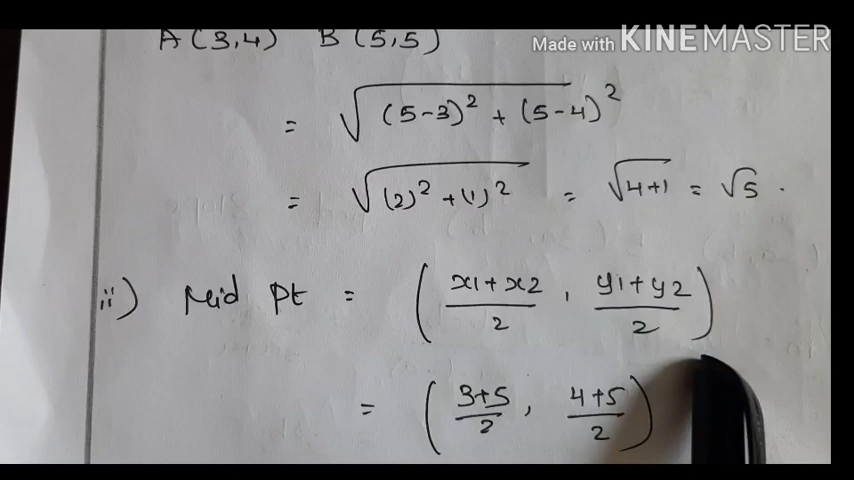 Made with KINEMASTER
A (3,4) B (5,5)
= √(5-3)² + (5-4)²
= √(2)² + (1)² = √4+1 = √5 .
ii) Mid Pt = ( x1+x2/2 , y1+y2/2 )
= ( 3+5/2 , 4+5/2 )